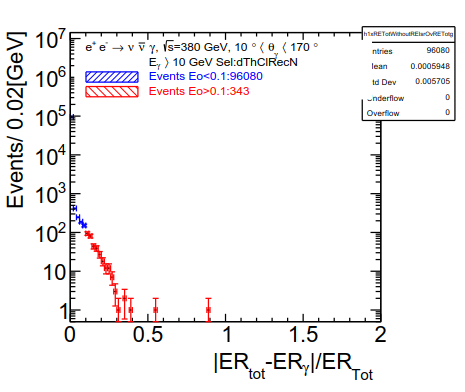 h1sRETotWithoutREIsrOvRETotg
ntries 96080
lean 0.0005948
td Dev 0.005705
Underflow 0
Overflow 0
e⁺ e⁻ → ν ν̄ ν̄ γ, √s=380 GeV, 10 ° ⟨ θγ ⟨ 170 °
Eγ ⟩ 10 GeV Sel:dThClRecN
Events Eo<0.1:96080
Events Eo>0.1:343
Events/ 0.02[GeV]
10⁷
10⁶
10⁵
10⁴
10³
10²
10
1
0 0.5 1 1.5 2
|ERtot-ERγ|/ERTot